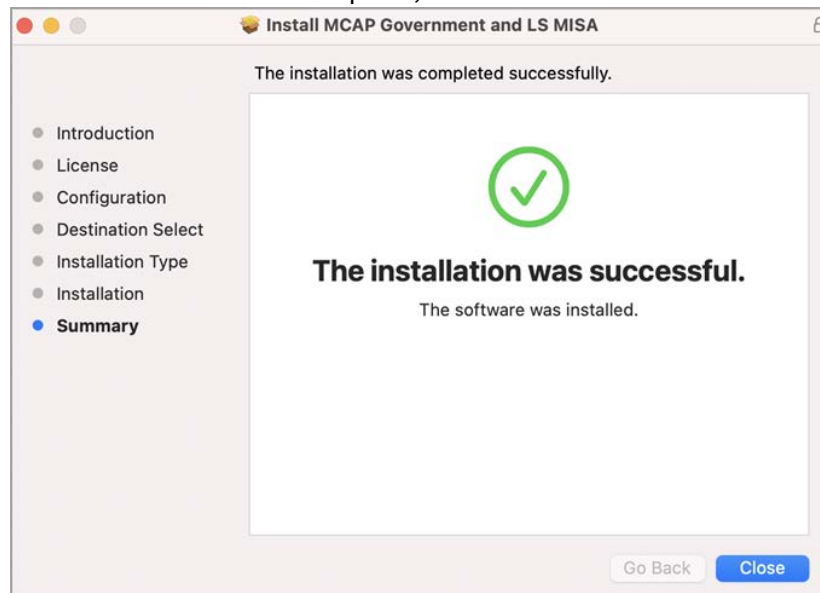 Install MCAP Government and LS MISA
The installation was completed successfully.
Introduction
License
Configuration
Destination Select
Installation Type
Installation
Summary
The installation was successful.
The software was installed.
Go Back
Close